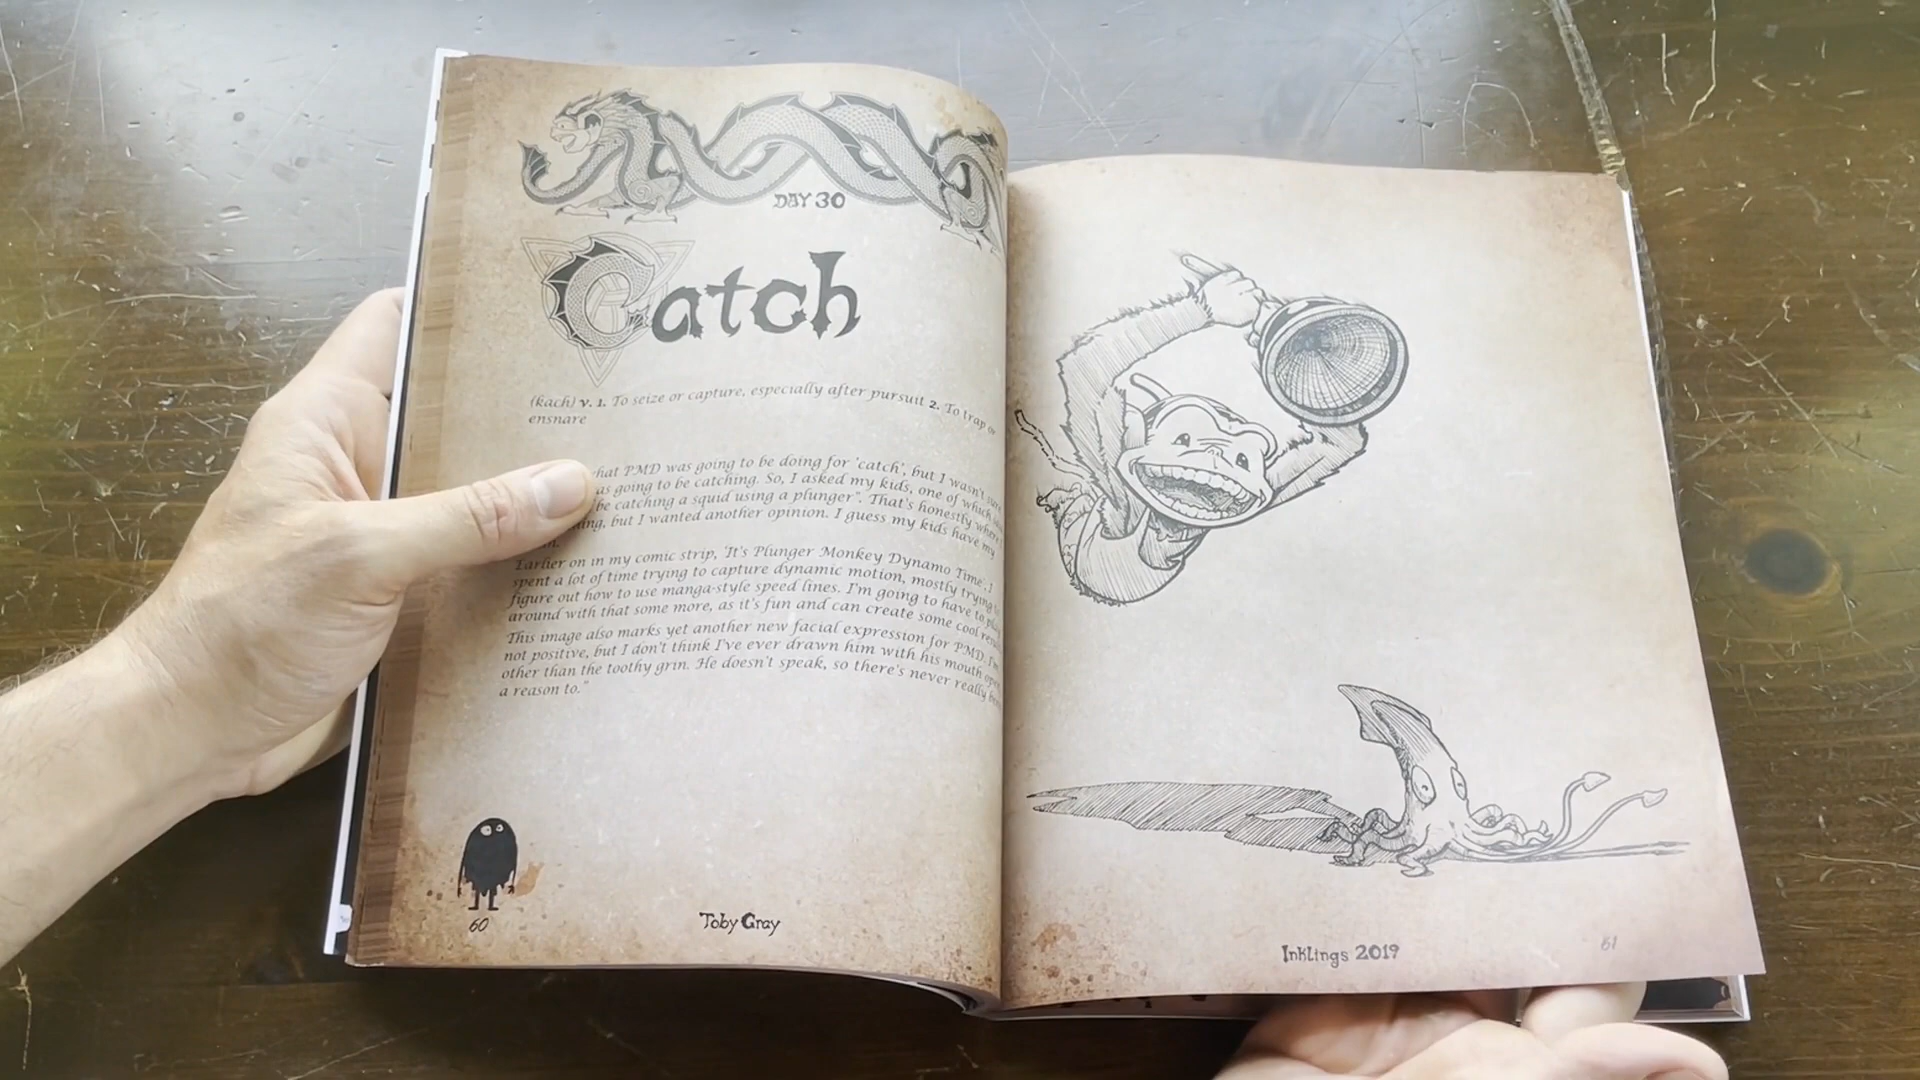 DAY 30
Catch
(kach) v. 1. To seize or capture, especially after pursuit 2. To trap or
ensnare
hat PMD was going to be doing for 'catch', but I wasn't sure
as going to be catching. So, I asked my kids, one of which
be catching a squid using a plunger". That's honestly where
ing, but I wanted another opinion. I guess my kids have my
Earlier on in my comic strip, 'It's Plunger Monkey Dynamo Time', I
spent a lot of time trying to capture dynamic motion, mostly trying to
figure out how to use manga-style speed lines. I'm going to have to play
around with that some more, as it's fun and can create some cool
This image also marks yet another new facial expression for PMD. I'm
not positive, but I don't think I've ever drawn him with his mouth open
other than the toothy grin. He doesn't speak, so there's never really been
a reason to."
60
Toby Gray
Inklings 2019
61